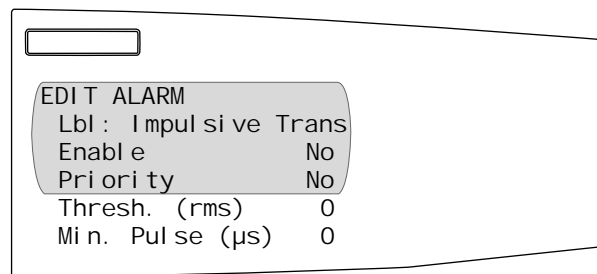 EDIT ALARM
Lbl: Impulsive Trans
Enable No
Priority No
Thresh. (rms) 0
Min. Pulse (µs) 0